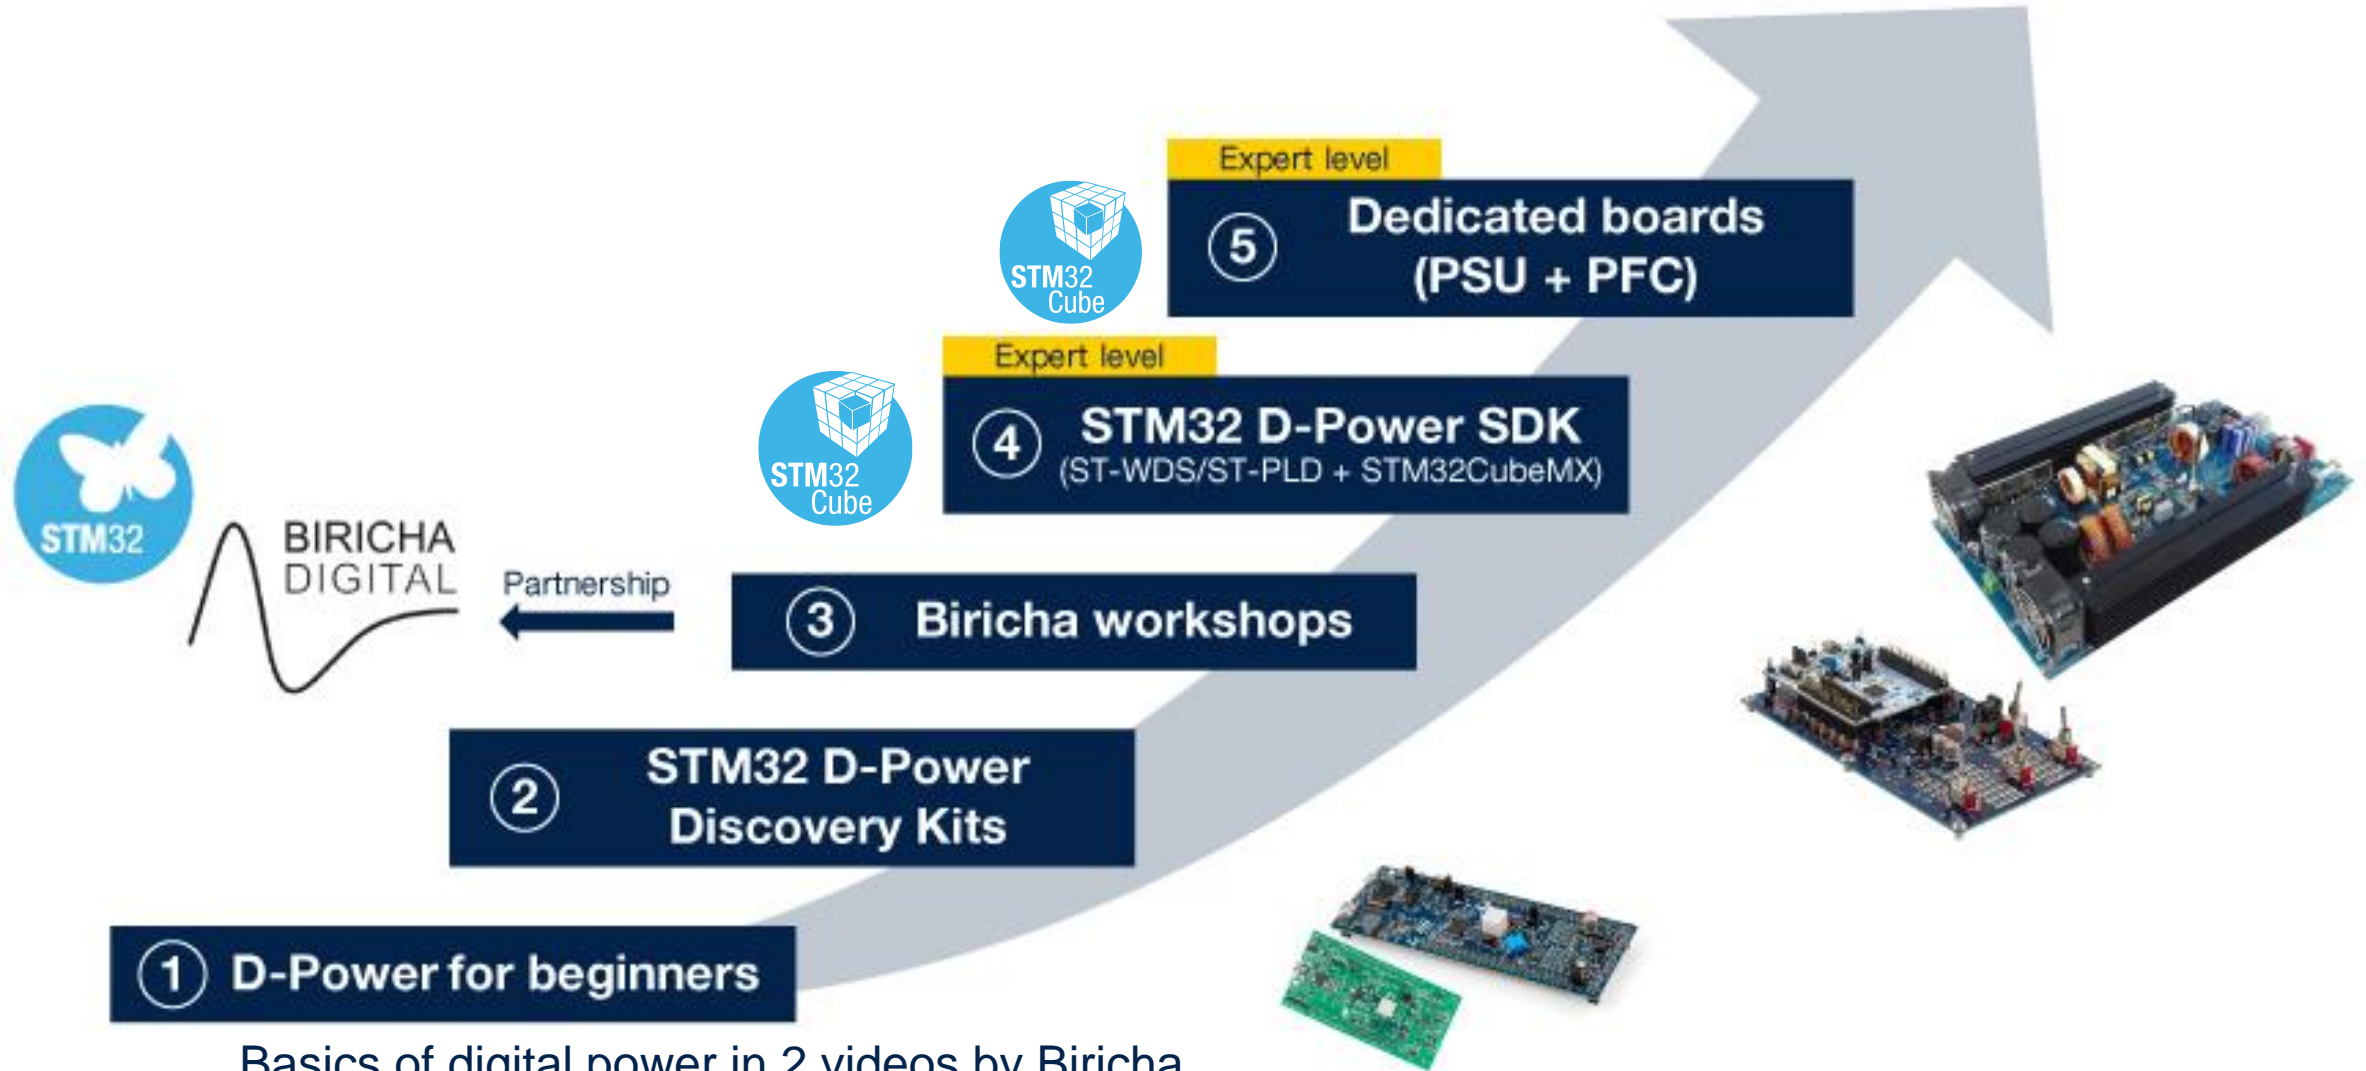 Expert level
5
Dedicated boards
(PSU + PFC)
STM32
Cube
Expert level
4
STM32 D-Power SDK
(ST-WDS/ST-PLD + STM32CubeMX)
STM32
Cube
STM32
BIRICHA
DIGITAL
Partnership
3
Biricha workshops
2
STM32 D-Power
Discovery Kits
1
D-Power for beginners
Basics of digital power in 2 videos by Biricha